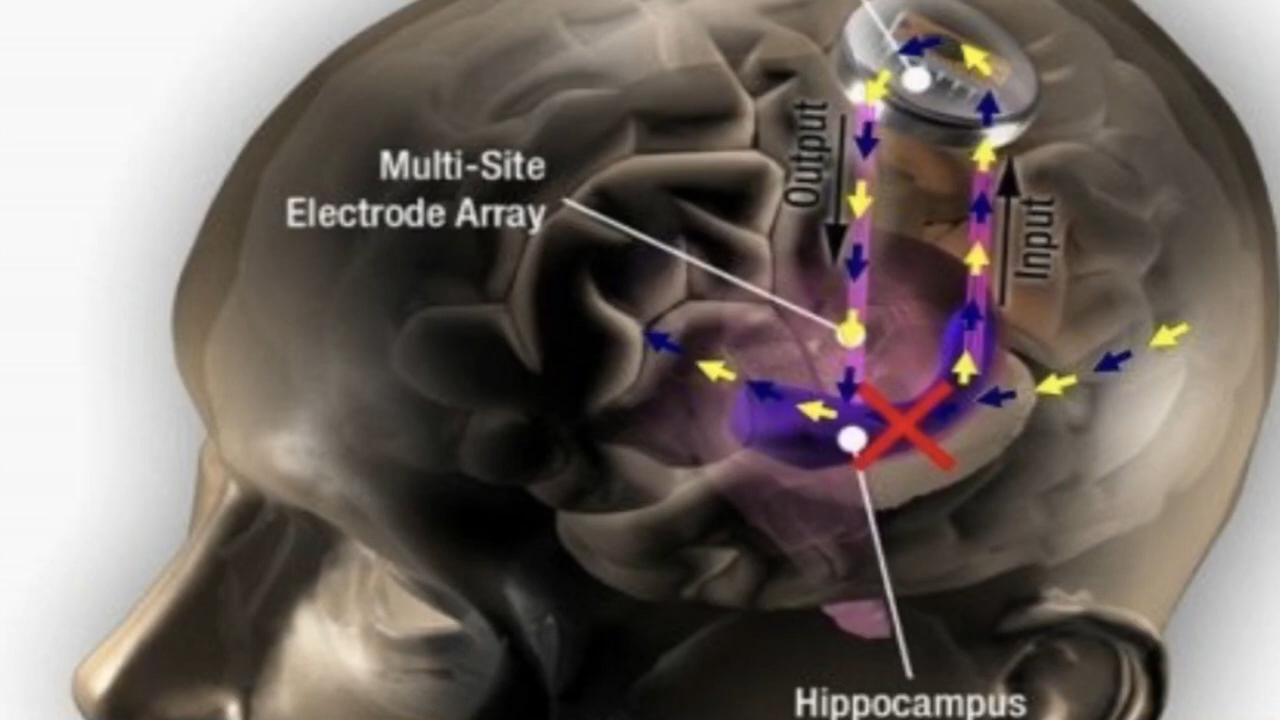 Multi-Site
Electrode Array
Output
Input
Hippocampus